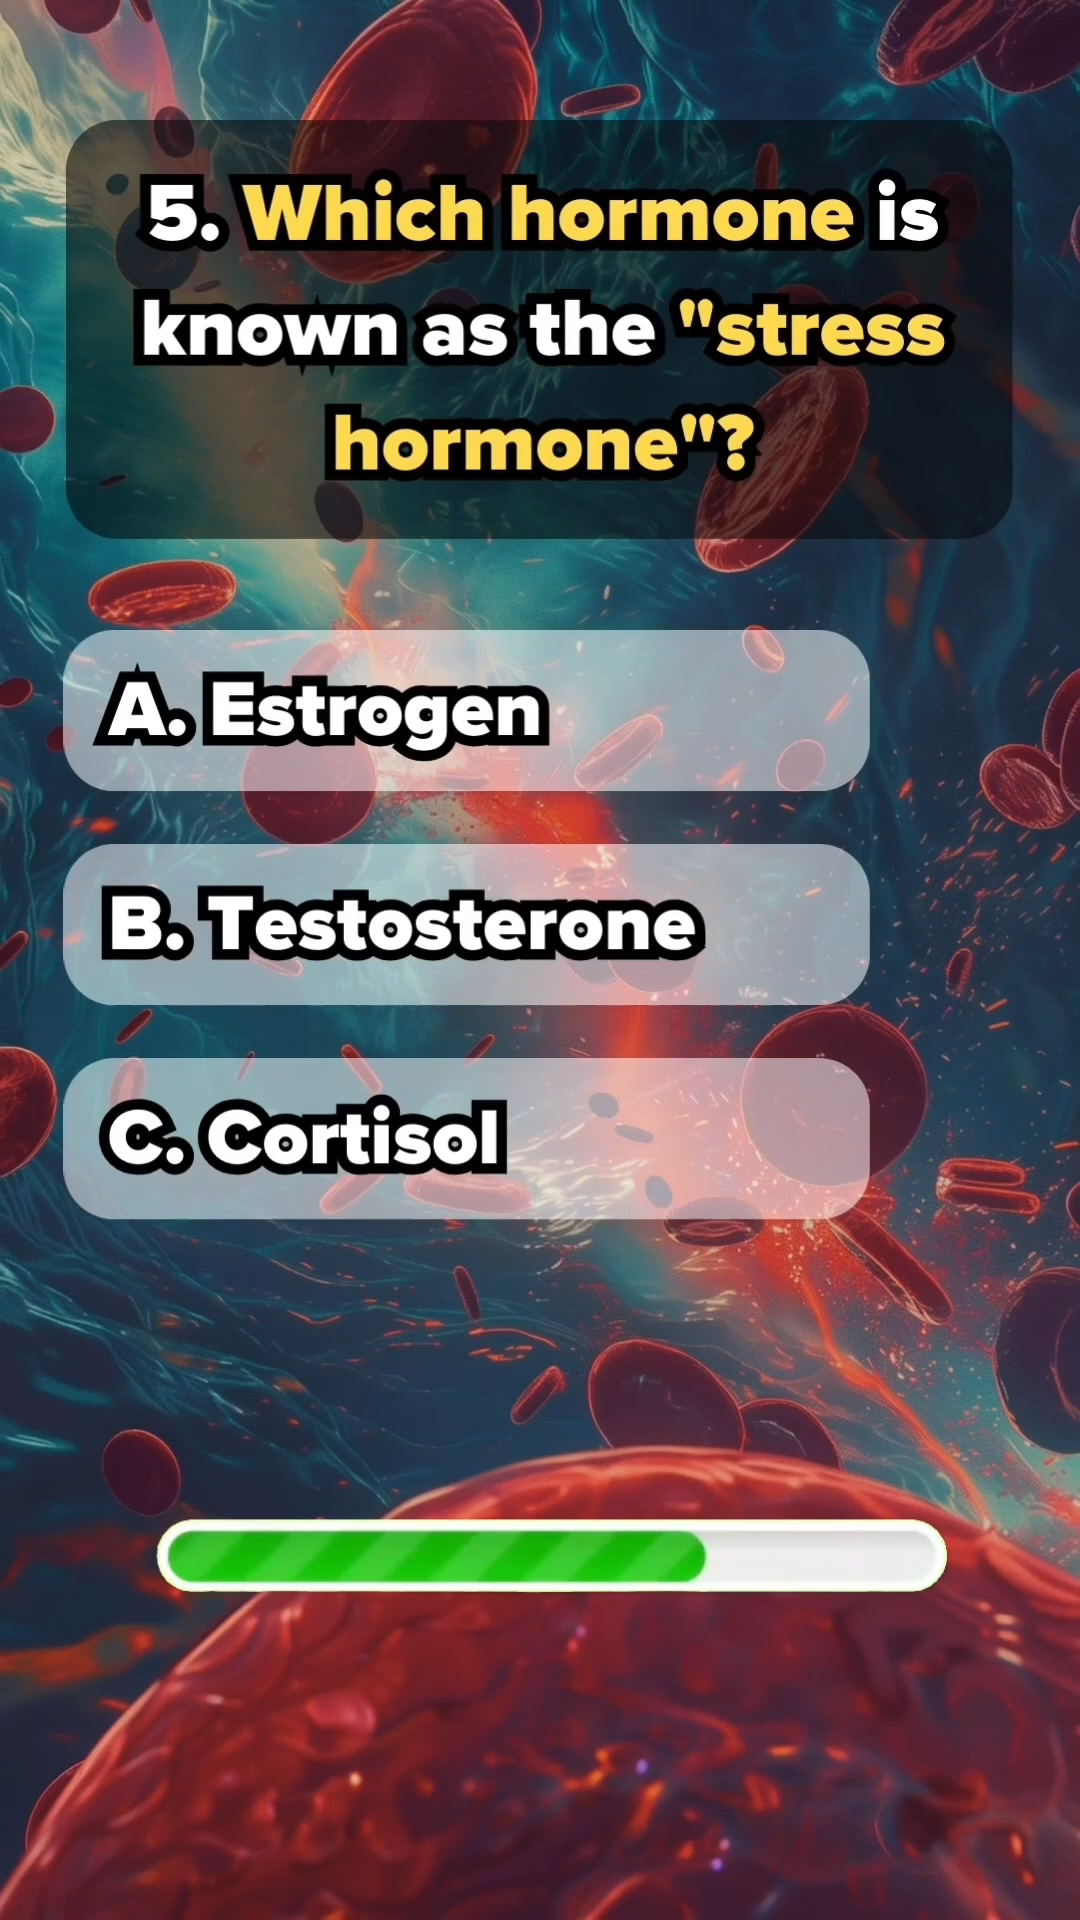 5. Which hormone is
known as the "stress
hormone"?
A. Estrogen
B. Testosterone
C. Cortisol